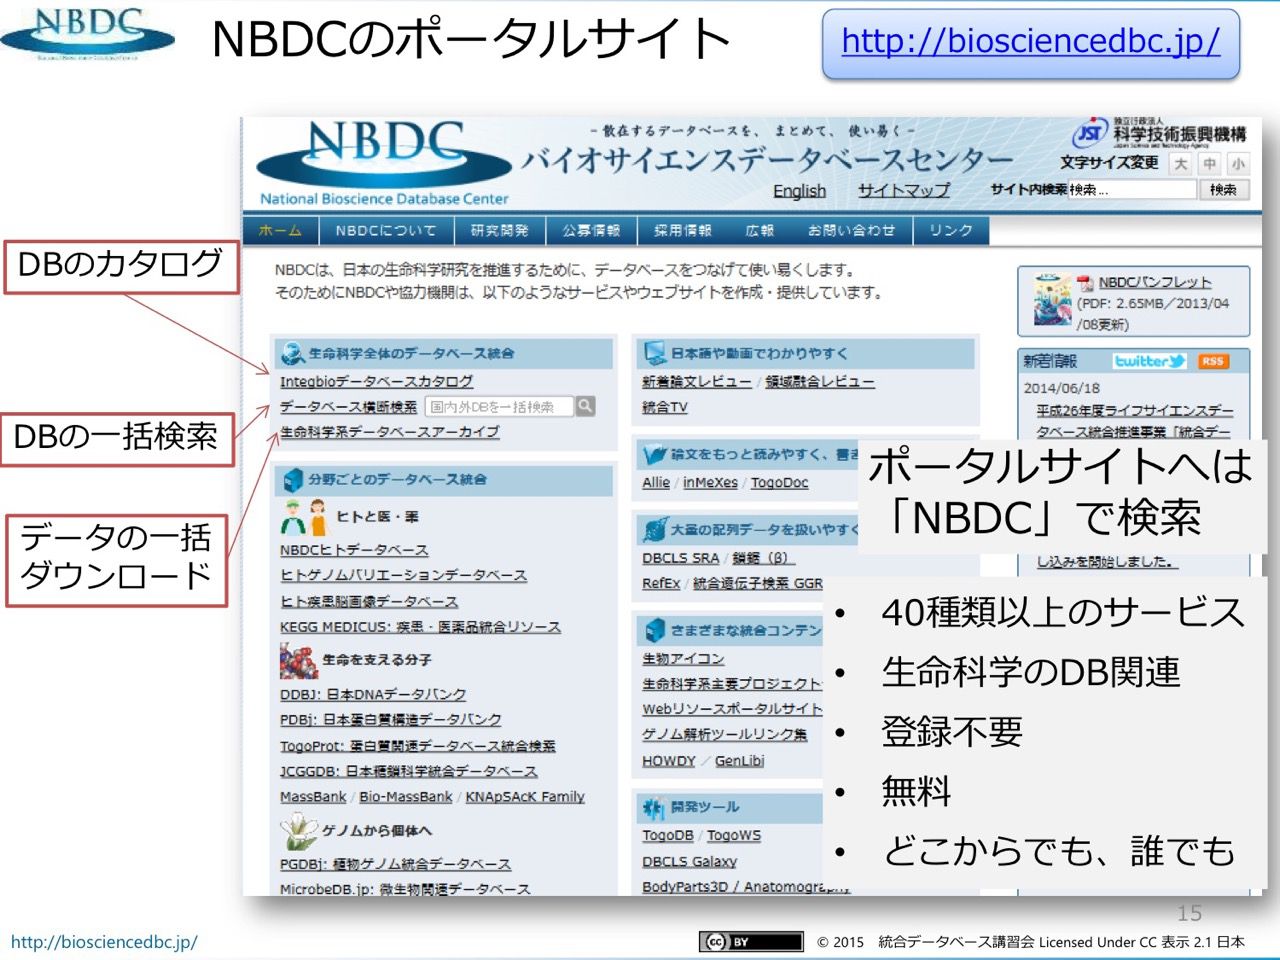 NBDC
National Bioscience Database Center
NBDCのポータルサイト
http://biosciencedbc.jp/
NBDC
National Bioscience Database Center
- 散在するデータベースを、 まとめて、 使い易く -
バイオサイエンスデータベースセンター
English サイトマップ
JST 独立行政法人
科学技術振興機構
Japan Science and Technology Agency
文字サイズ変更 大 中 小
サイト内検索 検索... 検索
ホーム NBDCについて 研究開発 公募情報 採用情報 広報 お問い合わせ リンク
DBのカタログ
DBの一括検索
データの一括
ダウンロード
NBDCは、日本の生命科学研究を推進するために、データベースをつなげて使い易くします。
そのためにNBDCや協力機関は、以下のようなサービスやウェブサイトを作成・提供しています。
生命科学全体のデータベース統合
Integbioデータベースカタログ
データベース横断検索 国内外DBを一括検索
生命科学系データベースアーカイブ
分野ごとのデータベース統合
ヒトと医・薬
NBDCヒトデータベース
ヒトゲノムバリエーションデータベース
ヒト疾患脳画像データベース
KEGG MEDICUS: 疾患・医薬品統合リソース
生命を支える分子
DDBJ: 日本DNAデータバンク
PDBj: 日本蛋白質構造データバンク
TogoProt: 蛋白質関連データベース統合検索
JCGGDB: 日本糖鎖科学統合データベース
MassBank / Bio-MassBank / KNApSAcK Family
ゲノムから個体へ
PGDBj: 植物ゲノム統合データベース
MicrobeDB.jp: 微生物関連データベース
日本語や動画でわかりやすく
新着論文レビュー / 領域融合レビュー
統合TV
論文をもっと読みやすく、書き
Allie / inMeXes / TogoDoc
大量の配列データを扱いやすく
DBCLS SRA / 鎖鋸（β）
RefEx / 統合遺伝子検索 GGR
さまざまな統合コンテン
生物アイコン
生命科学系主要プロジェクト
Webリソースポータルサイト
ゲノム解析ツールリンク集
HOWDY / GenLibi
開発ツール
TogoDB / TogoWS
DBCLS Galaxy
BodyParts3D / Anatomography
NBDCパンフレット
(PDF: 2.65MB／2013/04
/08更新)
新着情報 twitter RSS
2014/06/18
平成26年度ライフサイエンスデー
タベース統合推進事業「統合デー
し込みを開始しました。
ポータルサイトへは
「NBDC」で検索
• 40種類以上のサービス
• 生命科学のDB関連
• 登録不要
• 無料
• どこからでも、誰でも
15
http://biosciencedbc.jp/
cc BY © 2015 統合データベース講習会 Licensed Under CC 表示 2.1 日本